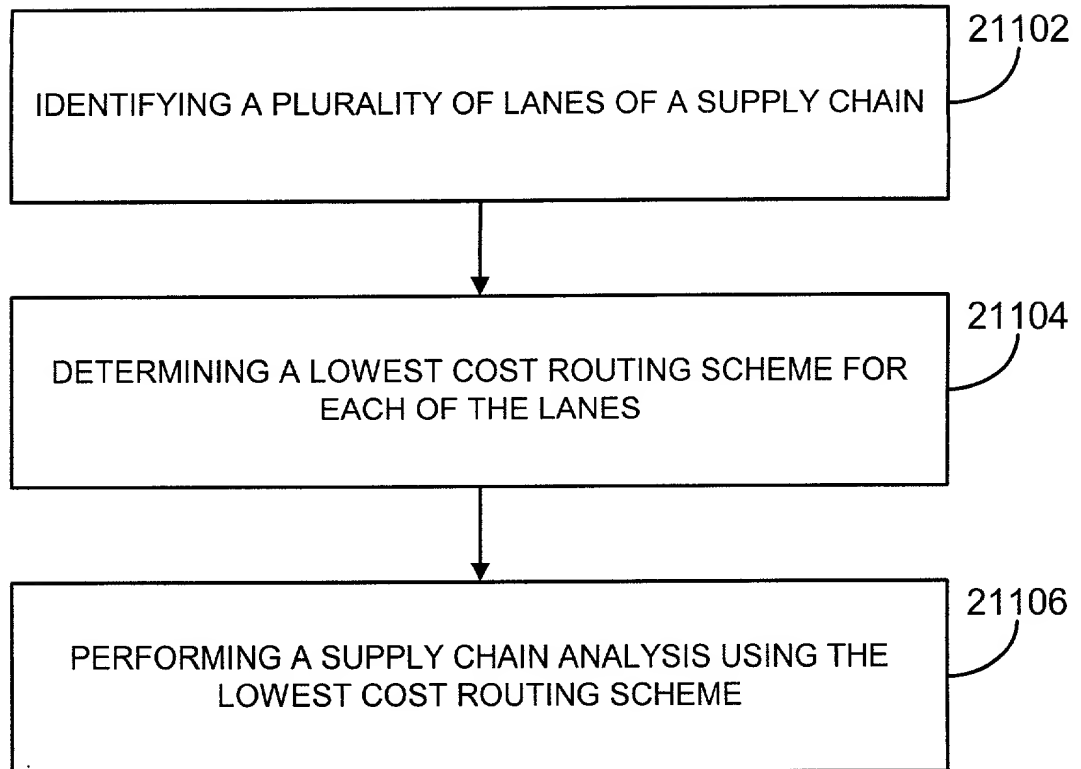 21102
IDENTIFYING A PLURALITY OF LANES OF A SUPPLY CHAIN
21104
DETERMINING A LOWEST COST ROUTING SCHEME FOR
EACH OF THE LANES
21106
PERFORMING A SUPPLY CHAIN ANALYSIS USING THE
LOWEST COST ROUTING SCHEME